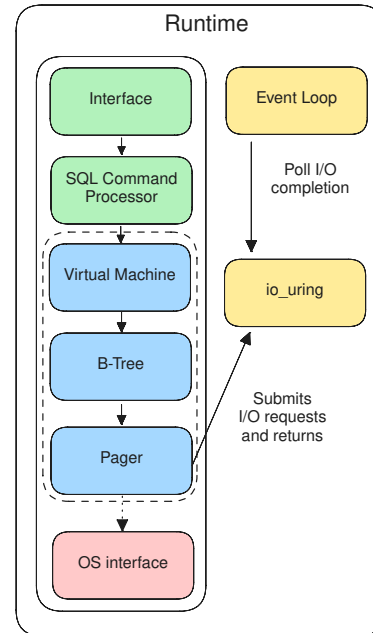 Runtime
Interface
SQL Command
Processor
Virtual Machine
B-Tree
Pager
OS interface
Event Loop
Poll I/O
completion
io_uring
Submits
I/O requests
and returns